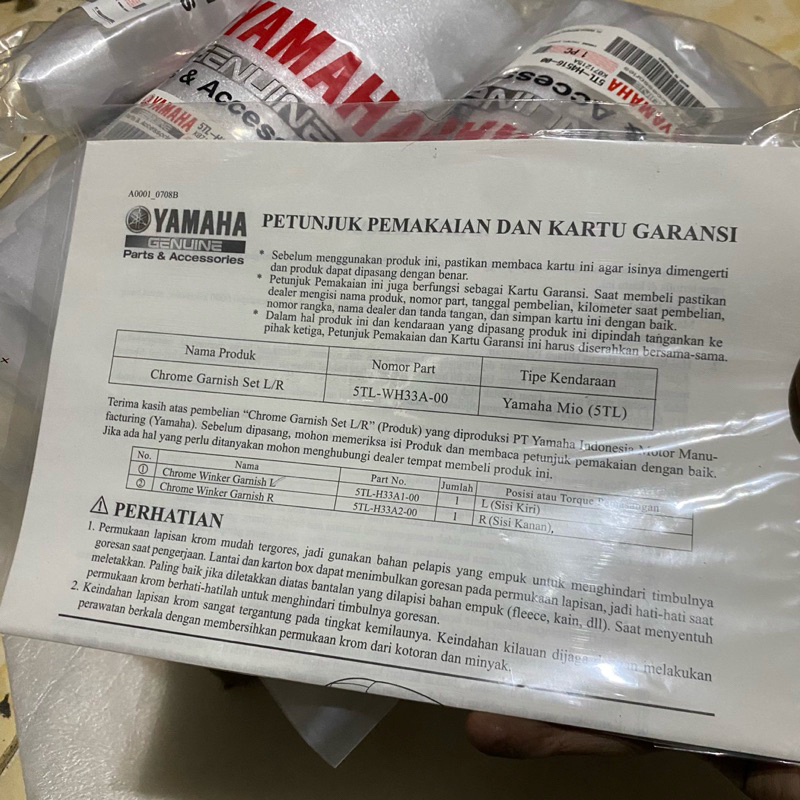 YAMAHA
GENUINE
& Accesso
YAMAHA
5TL-H4516-00
1 PC
YAMAHA
A0001_0708B
YAMAHA
GENUINE
Parts & Accessories
PETUNJUK PEMAKAIAN DAN KARTU GARANSI
* Sebelum menggunakan produk ini, pastikan membaca kartu ini agar isinya dimengerti
dan produk dapat dipasang dengan benar.
* Petunjuk Pemakaian ini juga berfungsi sebagai Kartu Garansi. Saat membeli pastikan
dealer mengisi nama produk, nomor part, tanggal pembelian, kilometer saat pembelian,
nomor rangka, nama dealer dan tanda tangan, dan simpan kartu ini dengan baik.
* Dalam hal produk ini dan kendaraan yang dipasang produk ini dipindah tangankan ke
pihak ketiga, Petunjuk Pemakaian dan Kartu Garansi ini harus diserahkan bersama-sama.
Nama Produk Nomor Part Tipe Kendaraan
Chrome Garnish Set L/R 5TL-WH33A-00 Yamaha Mio (5TL)
Terima kasih atas pembelian “Chrome Garnish Set L/R” (Produk) yang diproduksi PT Yamaha Indonesia Motor Manu-
facturing (Yamaha). Sebelum dipasang, mohon memeriksa isi Produk dan membaca petunjuk pemakaian dengan baik.
Jika ada hal yang perlu ditanyakan mohon menghubungi dealer tempat membeli produk ini.
No. Nama Part No. Jumlah Posisi atau Torque
① Chrome Winker Garnish L 5TL-H33A1-00 1 L (Sisi Kiri)
② Chrome Winker Garnish R 5TL-H33A2-00 1 R (Sisi Kanan)
⚠ PERHATIAN
1. Permukaan lapisan krom mudah tergores, jadi gunakan bahan pelapis yang empuk untuk menghindari timbulnya
goresan saat pengerjaan. Lantai dan karton box dapat menimbulkan goresan pada permukaan lapisan, jadi hati-hati saat
meletakkan. Paling baik jika diletakkan diatas bantalan yang dilapisi bahan empuk (fleece, kain, dll). Saat menyentuh
permukaan krom berhati-hatilah untuk menghindari timbulnya goresan.
2. Keindahan lapisan krom sangat tergantung pada tingkat kemilaunya. Keindahan kilauan dijaga melakukan
perawatan berkala dengan membersihkan permukaan krom dari kotoran dan minyak.